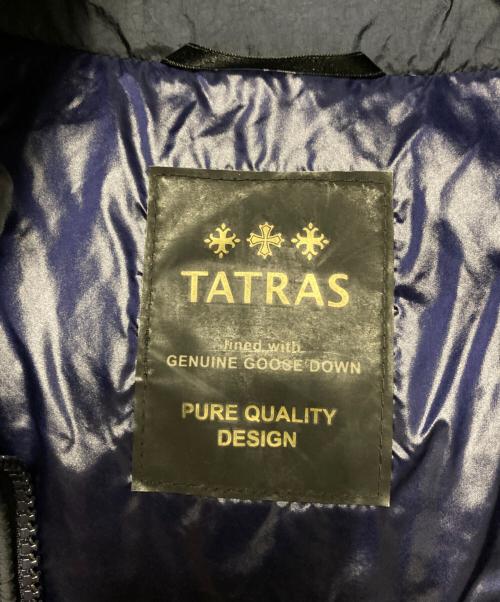 TATRAS
lined with
GENUINE GOOSE DOWN
PURE QUALITY
DESIGN